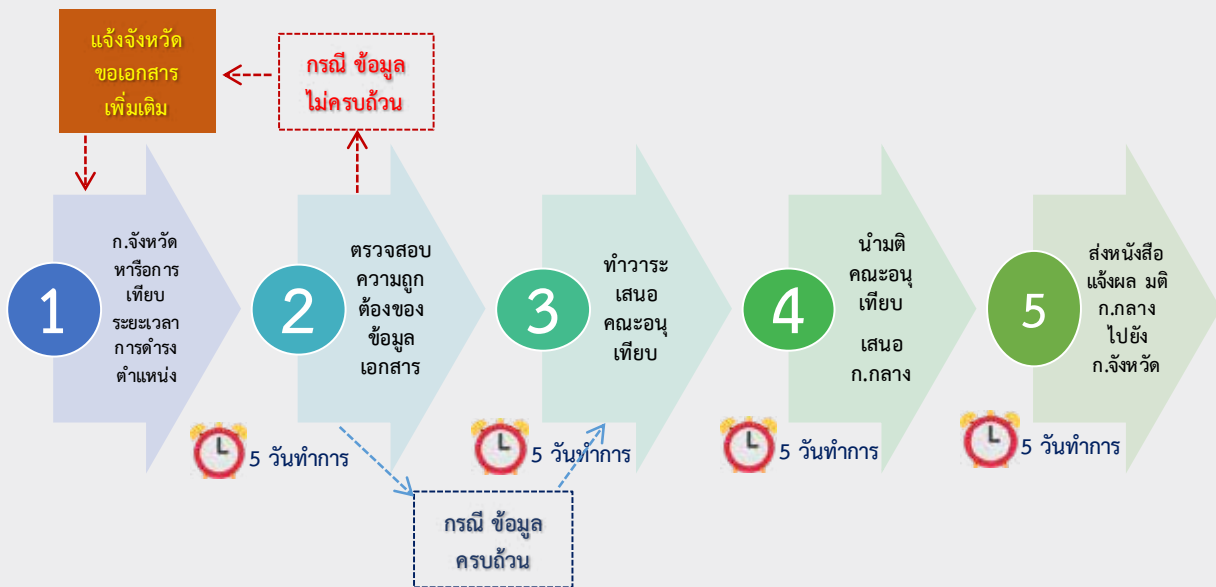 แจ้งจังหวัด
ขอเอกสาร
เพิ่มเติม
กรณี ข้อมูล
ไม่ครบถ้วน
1
ก.จังหวัด
หารือการ
เทียบ
ระยะเวลา
การดำรง
ตำแหน่ง
2
ตรวจสอบ
ความถูก
ต้องของ
ข้อมูล
เอกสาร
3
ทำวาระ
เสนอ
คณะอนุ
เทียบ
4
นำมติ
คณะอนุ
เทียบ
เสนอ
ก.กลาง
5
ส่งหนังสือ
แจ้งผล มติ
ก.กลาง
ไปยัง
ก.จังหวัด
5 วันทำการ
5 วันทำการ
5 วันทำการ
5 วันทำการ
กรณี ข้อมูล
ครบถ้วน